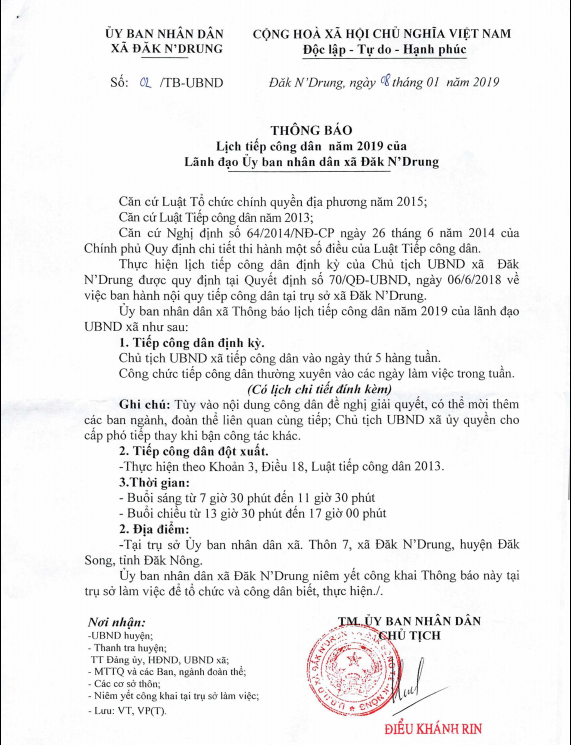 ỦY BAN NHÂN DÂN
XÃ ĐĂK N'DRUNG
CỘNG HOÀ XÃ HỘI CHỦ NGHĨA VIỆT NAM
Độc lập - Tự do - Hạnh phúc
Số: 02 /TB-UBND
Đăk N'Drung, ngày 08 tháng 01 năm 2019
THÔNG BÁO
Lịch tiếp công dân năm 2019 của
Lãnh đạo Ủy ban nhân dân xã Đăk N'Drung
Căn cứ Luật Tổ chức chính quyền địa phương năm 2015;
Căn cứ Luật Tiếp công dân năm 2013;
Căn cứ Nghị định số 64/2014/NĐ-CP ngày 26 tháng 6 năm 2014 của
Chính phủ Quy định chi tiết thi hành một số điều của Luật Tiếp công dân.
Thực hiện lịch tiếp công dân định kỳ của Chủ tịch UBND xã Đăk
N'Drung được quy định tại Quyết định số 70/QĐ-UBND, ngày 06/6/2018 về
việc ban hành nội quy tiếp công dân tại trụ sở xã Đăk N'Drung.
Ủy ban nhân dân xã Thông báo lịch tiếp công dân năm 2019 của lãnh đạo
UBND xã như sau:
1. Tiếp công dân định kỳ.
Chủ tịch UBND xã tiếp công dân vào ngày thứ 5 hàng tuần.
Công chức tiếp công dân thường xuyên vào các ngày làm việc trong tuần.
(Có lịch chi tiết đính kèm)
Ghi chú: Tùy vào nội dung công dân đề nghị giải quyết, có thể mời thêm
các ban ngành, đoàn thể liên quan cùng tiếp; Chủ tịch UBND xã ủy quyền cho
cấp phó tiếp thay khi bận công tác khác.
2. Tiếp công dân đột xuất.
-Thực hiện theo Khoản 3, Điều 18, Luật tiếp công dân 2013.
3.Thời gian:
- Buổi sáng từ 7 giờ 30 phút đến 11 giờ 30 phút
- Buổi chiều từ 13 giờ 30 phút đến 17 giờ 00 phút
2. Địa điểm:
-Tại trụ sở Ủy ban nhân dân xã. Thôn 7, xã Đăk N'Drung, huyện Đăk
Song, tỉnh Đăk Nông.
Ủy ban nhân dân xã Đăk N'Drung niêm yết công khai Thông báo này tại
trụ sở làm việc để tổ chức và công dân biết, thực hiện./.
Nơi nhận:
-UBND huyện;
- Thanh tra huyện;
TT Đảng ủy, HĐND, UBND xã;
- MTTQ và các Ban, ngành đoàn thể;
- Các cơ sở thôn;
- Niêm yết công khai tại trụ sở làm việc;
- Lưu: VT, VP(T).
TM. ỦY BAN NHÂN DÂN
CHỦ TỊCH
ĐIỂU KHÁNH RIN